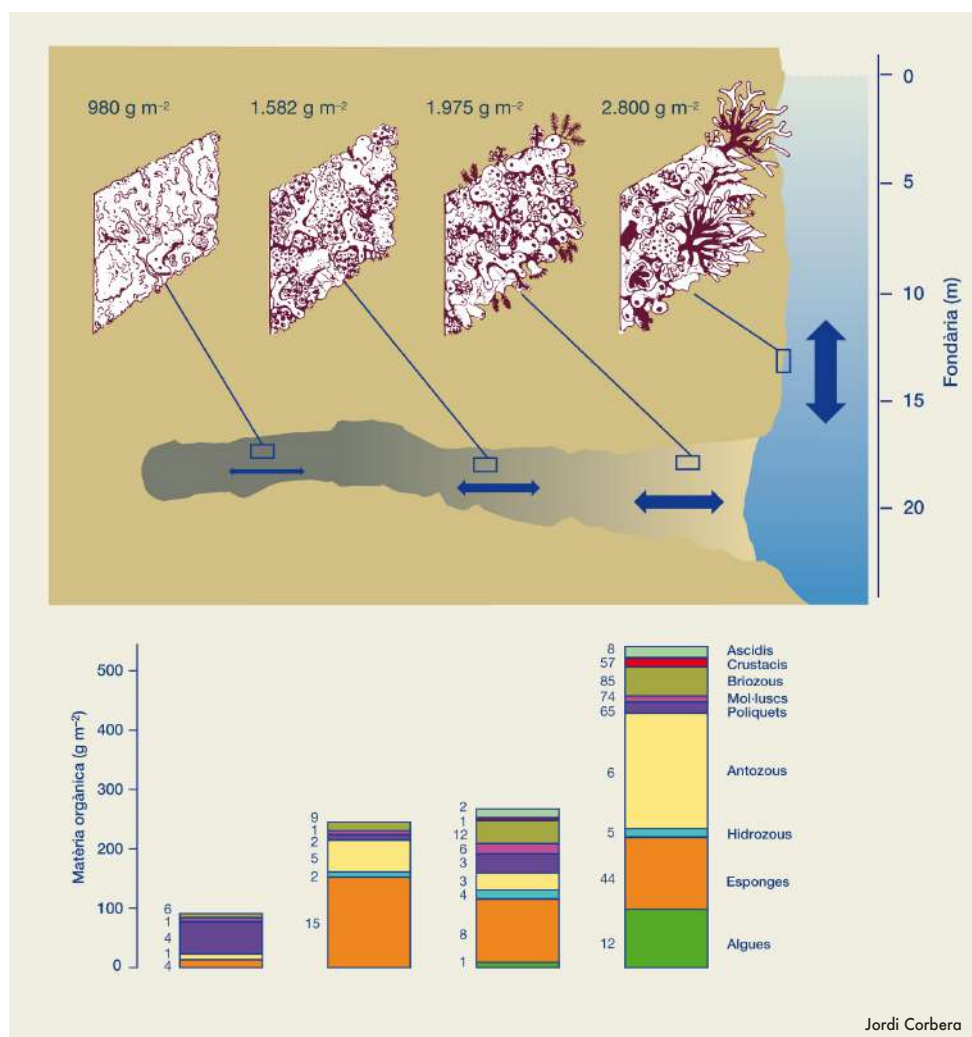 980 g m⁻²
1.582 g m⁻²
1.975 g m⁻²
2.800 g m⁻²
0
5
10
15
20
Fondària (m)
Matèria orgànica (g m⁻²)
500
400
300
200
100
0
6
1
4
1
4
9
1
2
5
2
15
2
1
12
6
3
3
4
8
1
8
57
85
74
65
6
5
44
12
Ascidis
Crustacis
Briozous
Mol·luscs
Poliquets
Antozous
Hidrozous
Esponges
Algues
Jordi Corbera